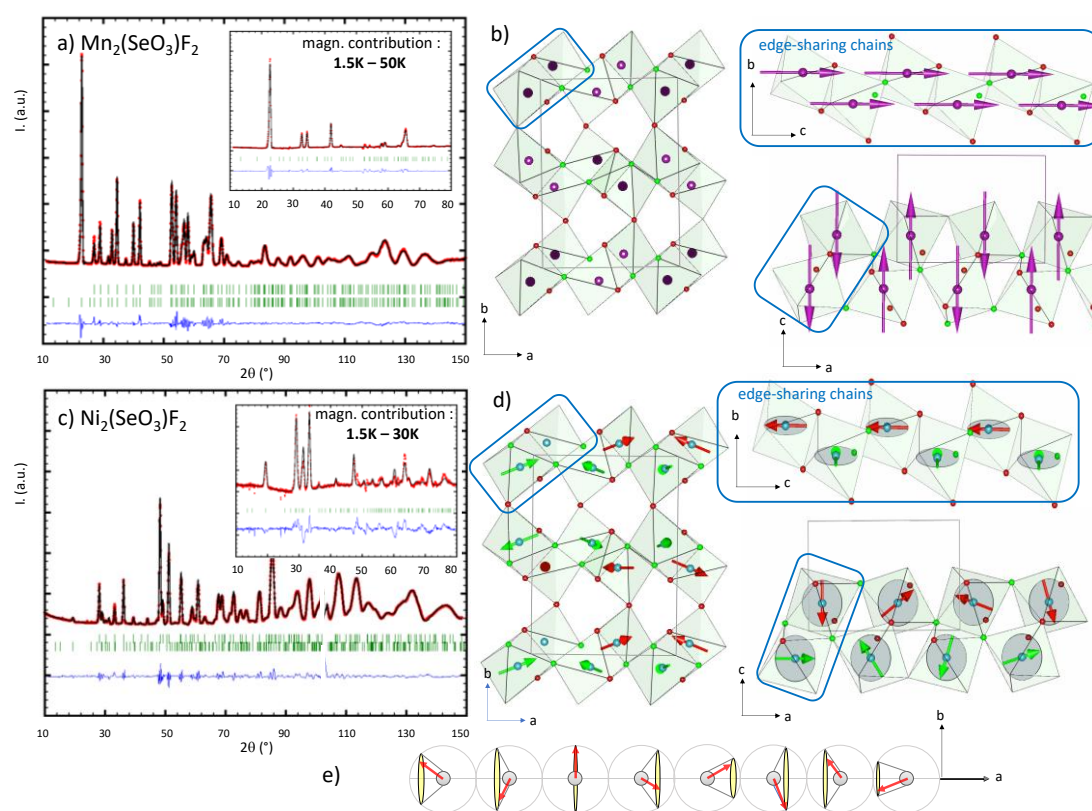 a) Mn₂(SeO₃)F₂
magn. contribution :
1.5K – 50K
10 20 30 40 50 60 70 80
I. (a.u.)
10 30 50 70 90 110 130 150
2θ (°)
b)
b
a
edge-sharing chains
b
c
c
a
c) Ni₂(SeO₃)F₂
magn. contribution :
1.5K – 30K
10 20 30 40 50 60 70 80
I. (a.u.)
10 30 50 70 90 110 130 150
2θ (°)
d)
b
a
edge-sharing chains
b
c
c
a
e)
b
a